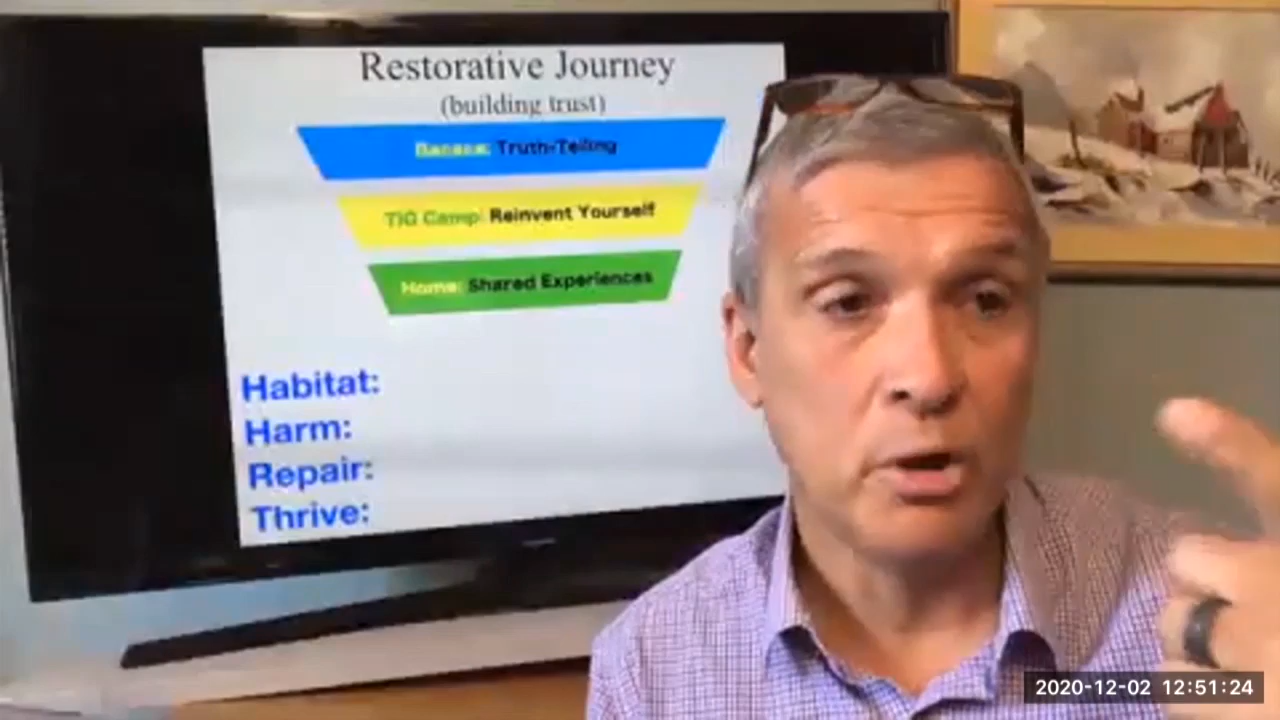 Restorative Journey
(building trust)
Truth-Telling
TIG Camp: Reinvent Yourself
Home: Shared Experiences
Habitat:
Harm:
Repair:
Thrive:
2020-12-02 12:51:24